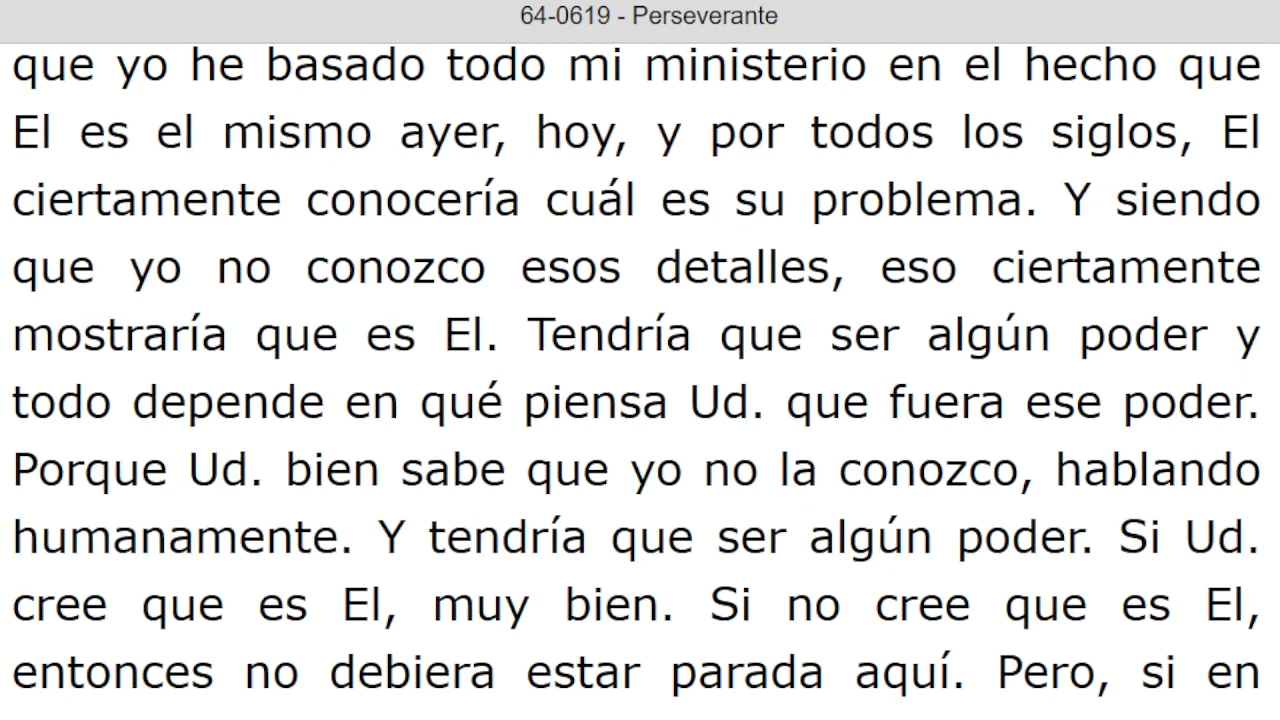 64-0619 - Perseverante
que yo he basado todo mi ministerio en el hecho que
El es el mismo ayer, hoy, y por todos los siglos, El
ciertamente conocería cuál es su problema. Y siendo
que yo no conozco esos detalles, eso ciertamente
mostraría que es El. Tendría que ser algún poder y
todo depende en qué piensa Ud. que fuera ese poder.
Porque Ud. bien sabe que yo no la conozco, hablando
humanamente. Y tendría que ser algún poder. Si Ud.
cree que es El, muy bien. Si no cree que es El,
entonces no debiera estar parada aquí. Pero, si en